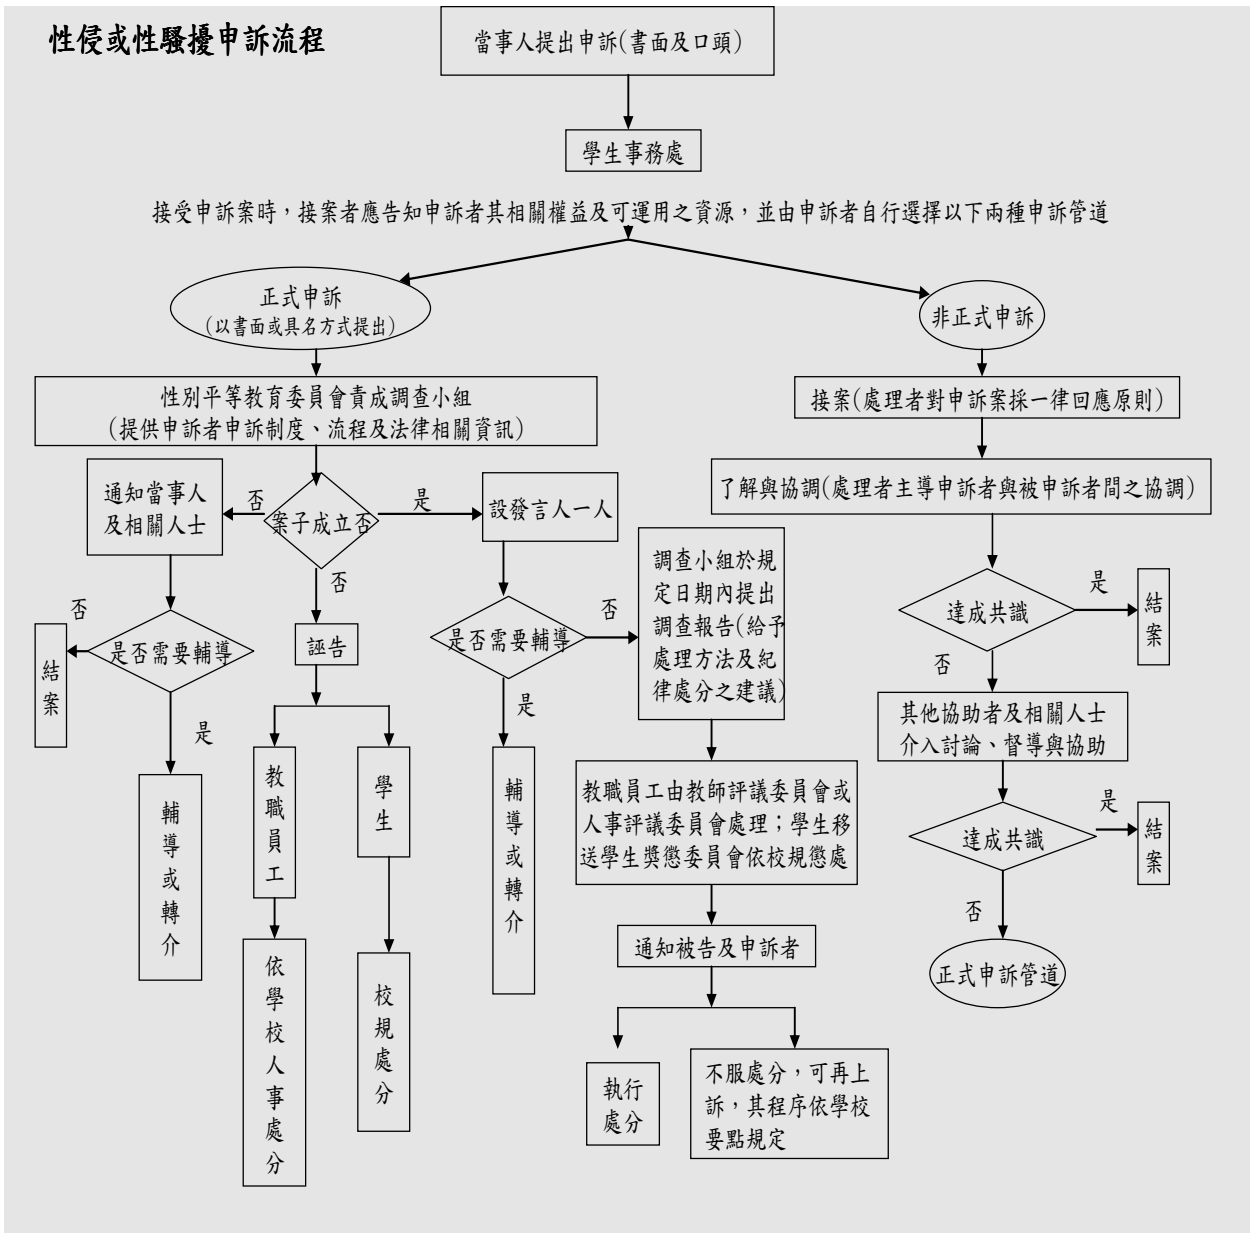 性侵或性騷擾申訴流程
當事人提出申訴(書面及口頭)
學生事務處
接受申訴案時，接案者應告知申訴者其相關權益及可運用之資源，並由申訴者自行選擇以下兩種申訴管道
正式申訴
(以書面或具名方式提出)
非正式申訴
性別平等教育委員會責成調查小組
(提供申訴者申訴制度、流程及法律相關資訊)
接案(處理者對申訴案採一律回應原則)
通知當事人
及相關人士
否
案子成立否
是
設發言人一人
了解與協調(處理者主導申訴者與被申訴者間之協調)
否
調查小組於規
定日期內提出
調查報告(給予
處理方法及紀
律處分之建議)
否
是否需要輔導
結案
是
誣告
是否需要輔導
否
是
達成共識
是
結案
否
其他協助者及相關人士
介入討論、督導與協助
教職員工
學生
輔導或轉介
輔導或轉介
教職員工由教師評議委員會或
人事評議委員會處理；學生移
送學生獎懲委員會依校規懲處
達成共識
是
結案
否
正式申訴管道
依學校人事處分
校規處分
通知被告及申訴者
執行
處分
不服處分，可再上
訴，其程序依學校
要點規定